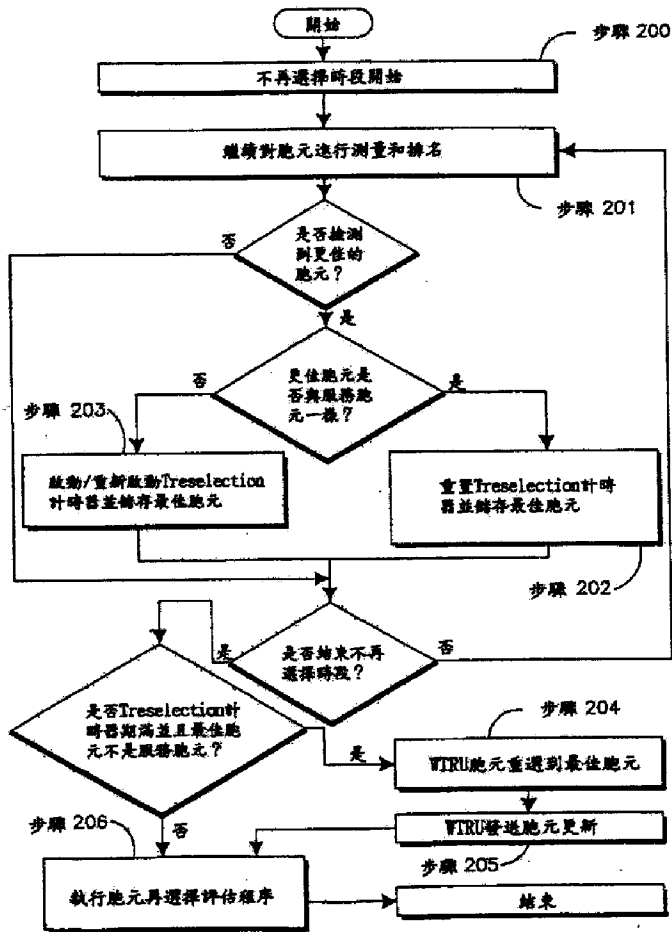 開始
步驟 200
不再選擇時段開始
繼續對胞元進行測量和排名
步驟 201
是否檢測
到更佳的
胞元？
否
是
更佳胞元是
否與服務胞
元一樣？
否
是
步驟 203
啟動/重新啟動Treselection
計時器並儲存最佳胞元
重置Treselection計時
器並儲存最佳胞元
步驟 202
是否結束不再
選擇時段？
是
否
是否Treselection計
時器期滿並且最佳胞
元不是服務胞元？
是
否
步驟 204
WTRU胞元重選到最佳胞元
WTRU發送胞元更新
步驟 205
步驟 206
執行胞元再選擇評估程序
結束